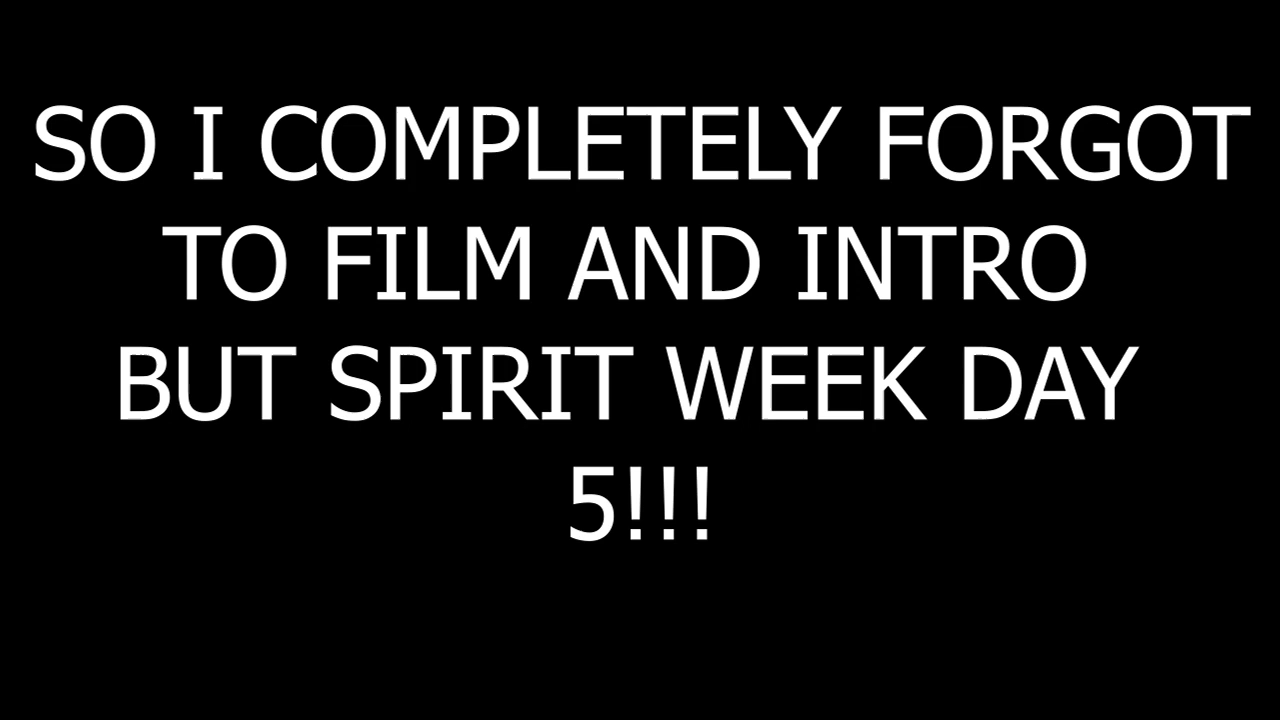 SO I COMPLETELY FORGOT
TO FILM AND INTRO
BUT SPIRIT WEEK DAY
5!!!